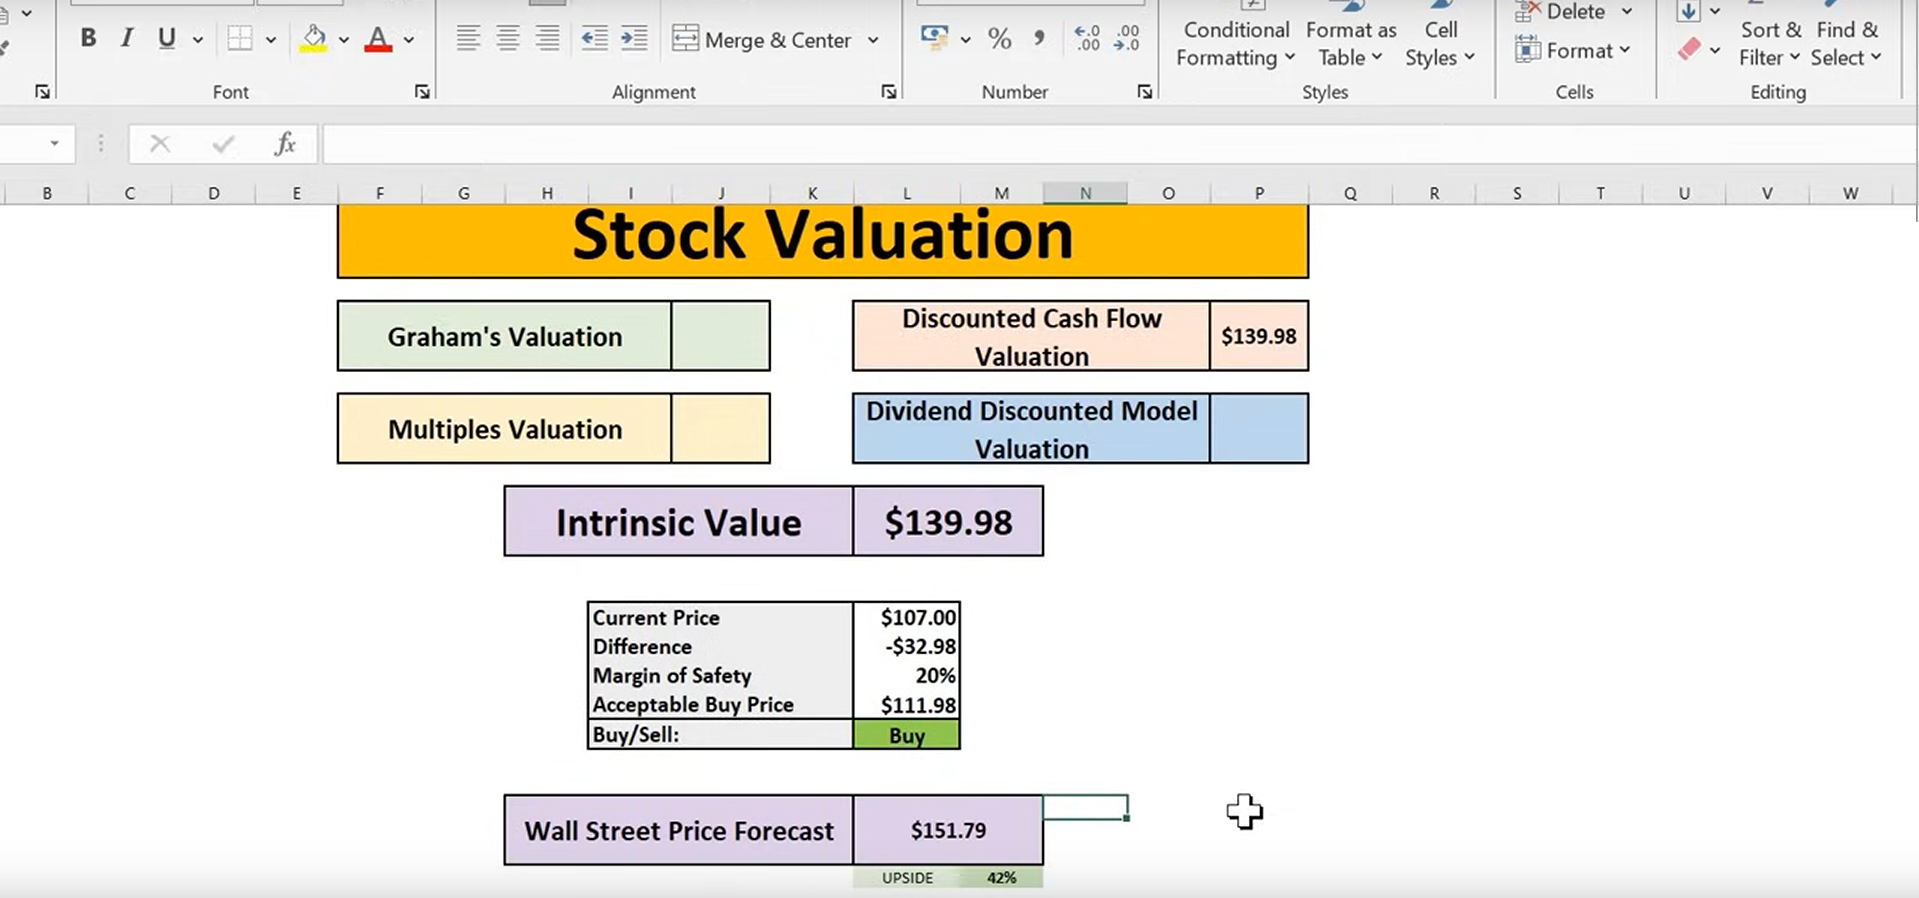 Delete
B I U A
Merge & Center
% , .00 .00
Conditional Formatting
Format as Table
Cell Styles
Format
Sort & Filter
Find & Select
Font
Alignment
Number
Styles
Cells
Editing
fx
B C D E F G H I J K L M N O P Q R S T U V W
Stock Valuation
Graham's Valuation
Discounted Cash Flow
Valuation
$139.98
Multiples Valuation
Dividend Discounted Model
Valuation
Intrinsic Value $139.98
Current Price $107.00
Difference -$32.98
Margin of Safety 20%
Acceptable Buy Price $111.98
Buy/Sell: Buy
Wall Street Price Forecast $151.79
UPSIDE 42%